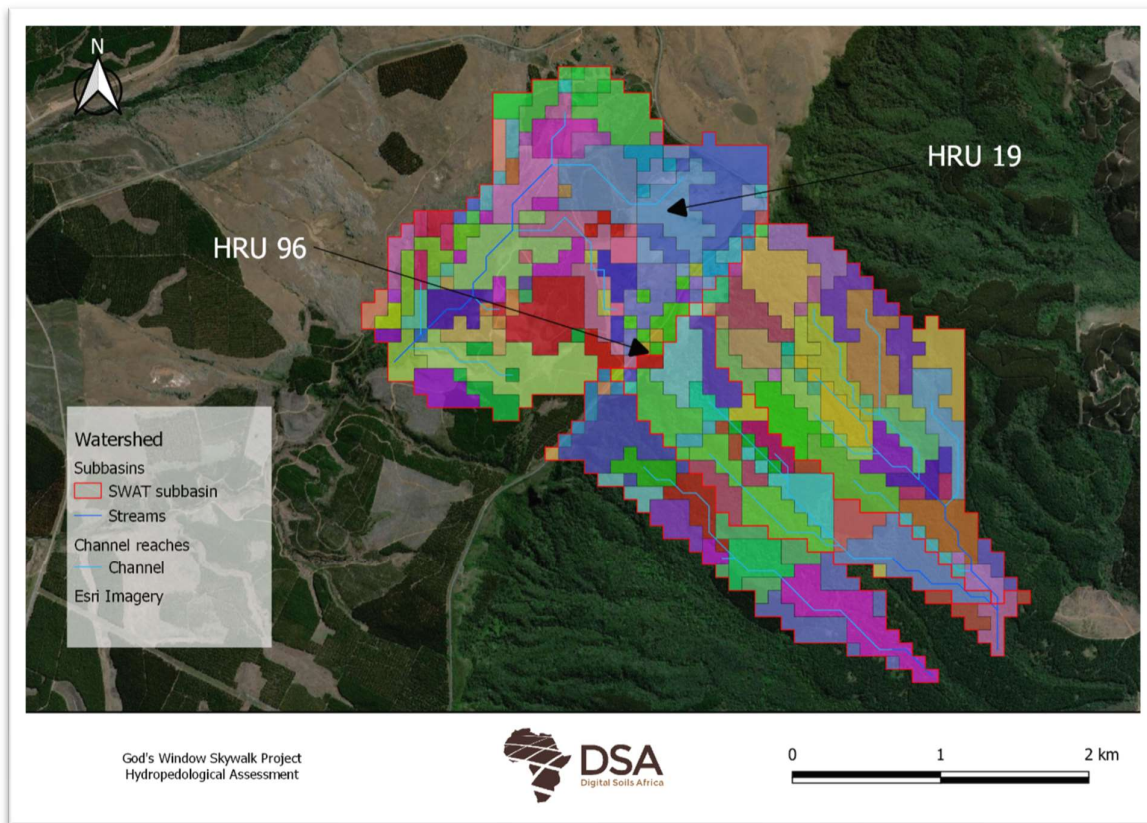 N
HRU 19
HRU 96
Watershed
Subbasins
SWAT subbasin
Streams
Channel reaches
Channel
Esri Imagery
God's Window Skywalk Project
Hydropedological Assessment
DSA
Digital Soils Africa
0 1 2 km